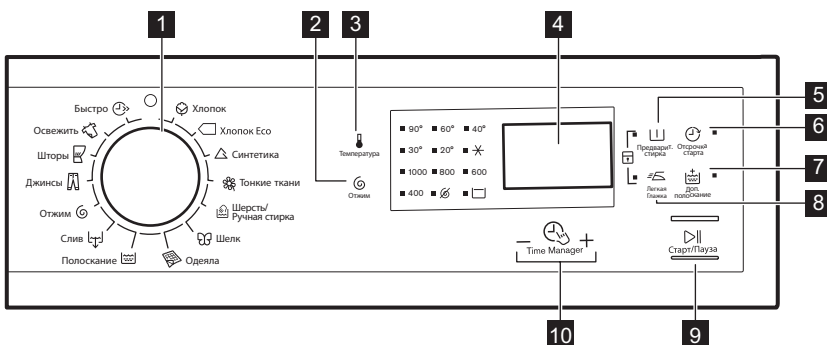 1
2
3
4
5
6
7
8
9
10
Быстро
Освежить
Шторы
Джинсы
Отжим
Слив
Полоскание
Хлопок
Хлопок Eco
Синтетика
Тонкие ткани
Шерсть/
Ручная стирка
Шелк
Одеяла
Температура
Отжим
90° 60° 40°
30° 20°
1000 800 600
400
Предварит.
стирка
Отсрочка
старта
Легкая
Глажка
Доп.
полоскание
− Time Manager +
Старт/Пауза